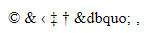 © & ‹ ‡ † &dbquo; ‚